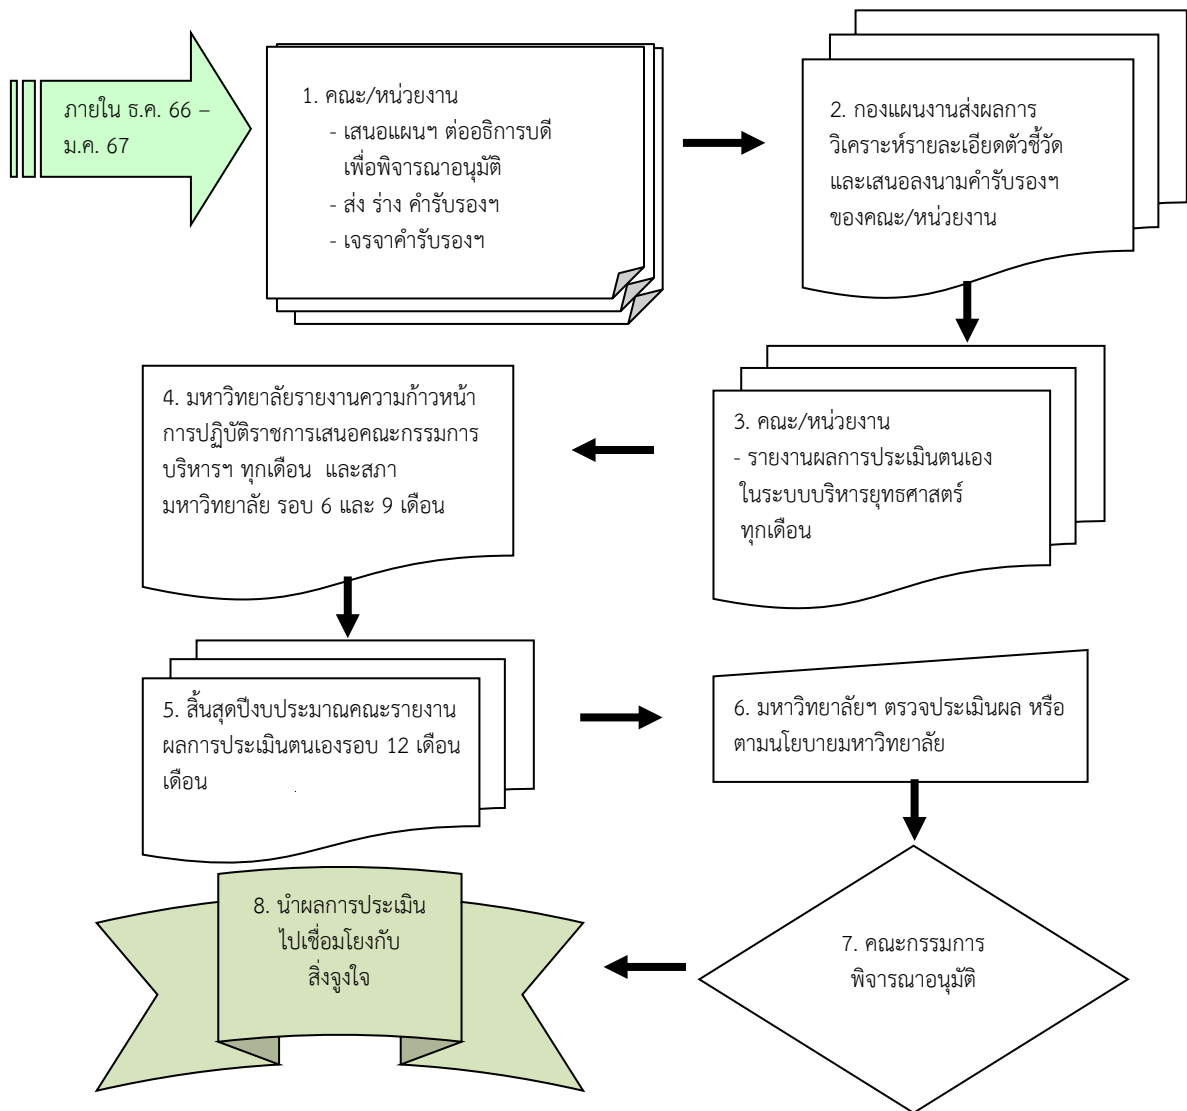 ภายใน ธ.ค. 66 –
ม.ค. 67
1. คณะ/หน่วยงาน
- เสนอแผนฯ ต่ออธิการบดี
เพื่อพิจารณาอนุมัติ
- ส่ง ร่าง คำรับรองฯ
- เจรจาคำรับรองฯ
2. กองแผนงานส่งผลการ
วิเคราะห์รายละเอียดตัวชี้วัด
และเสนอลงนามคำรับรองฯ
ของคณะ/หน่วยงาน
3. คณะ/หน่วยงาน
- รายงานผลการประเมินตนเอง
ในระบบบริหารยุทธศาสตร์
ทุกเดือน
4. มหาวิทยาลัยรายงานความก้าวหน้า
การปฏิบัติราชการเสนอคณะกรรมการ
บริหารฯ ทุกเดือน และสภา
มหาวิทยาลัย รอบ 6 และ 9 เดือน
5. สิ้นสุดปีงบประมาณคณะรายงาน
ผลการประเมินตนเองรอบ 12 เดือน
เดือน
6. มหาวิทยาลัยฯ ตรวจประเมินผล หรือ
ตามนโยบายมหาวิทยาลัย
7. คณะกรรมการ
พิจารณาอนุมัติ
8. นำผลการประเมิน
ไปเชื่อมโยงกับ
สิ่งจูงใจ